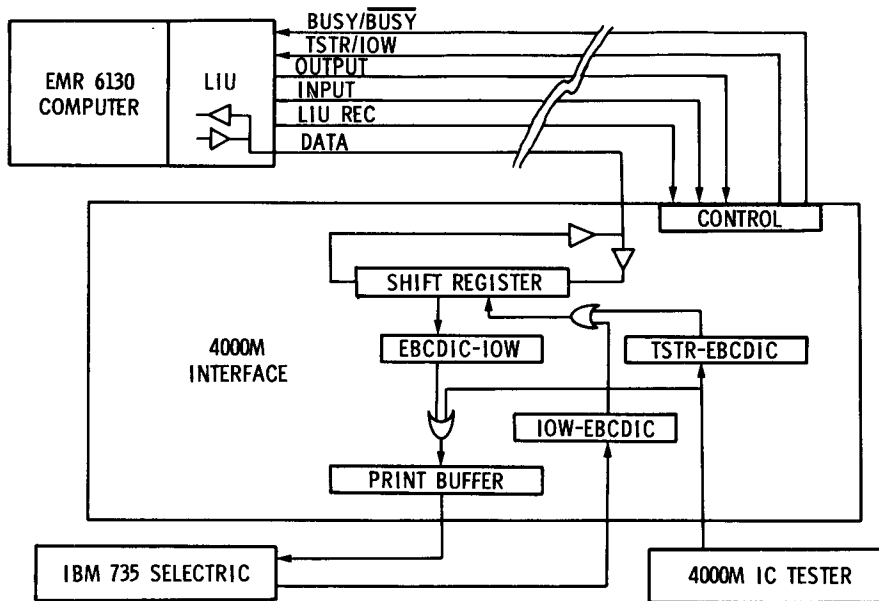 BUSY/BUSY
TSTR/IOW
OUTPUT
INPUT
LIU REC
DATA
EMR 6130
COMPUTER
LIU
CONTROL
SHIFT REGISTER
4000M
INTERFACE
EBCDIC-IOW
TSTR-EBCDIC
IOW-EBCDIC
PRINT BUFFER
IBM 735 SELECTRIC
4000M IC TESTER